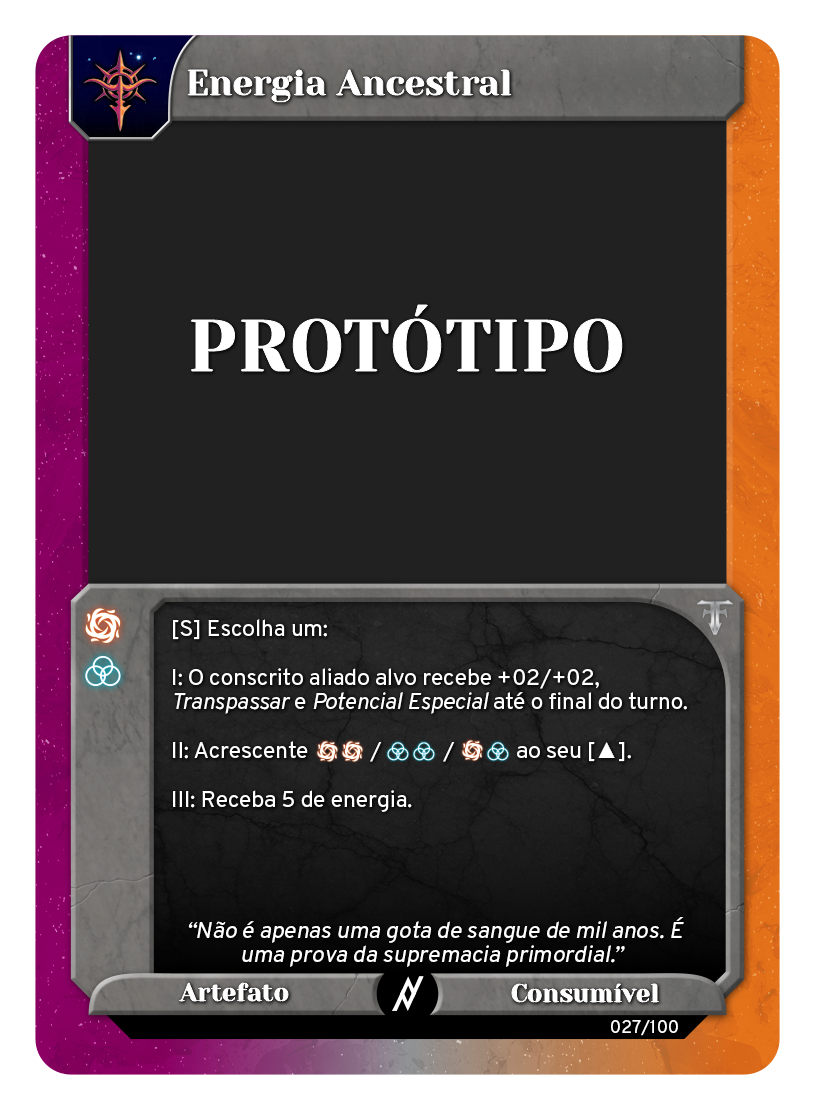 Energia Ancestral
PROTÓTIPO
[S] Escolha um:
I: O conscrito aliado alvo recebe +02/+02,
Transpassar e Potencial Especial até o final do turno.
II: Acrescente / / ao seu [▲].
III: Receba 5 de energia.
“Não é apenas uma gota de sangue de mil anos. É
uma prova da supremacia primordial.”
Artefato
Consumível
027/100